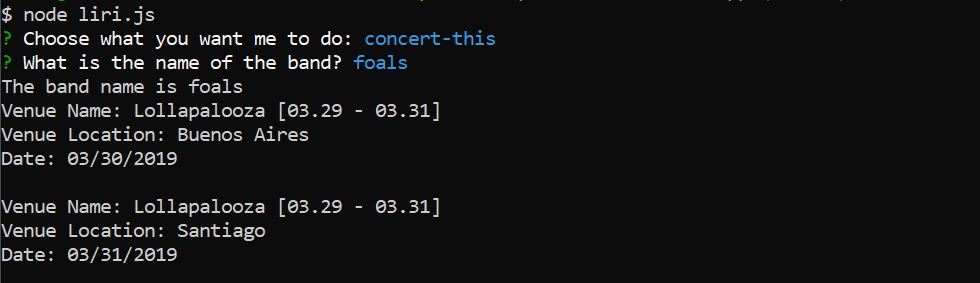 $ node liri.js
? Choose what you want me to do: concert-this
? What is the name of the band? foals
The band name is foals
Venue Name: Lollapalooza [03.29 - 03.31]
Venue Location: Buenos Aires
Date: 03/30/2019
Venue Name: Lollapalooza [03.29 - 03.31]
Venue Location: Santiago
Date: 03/31/2019